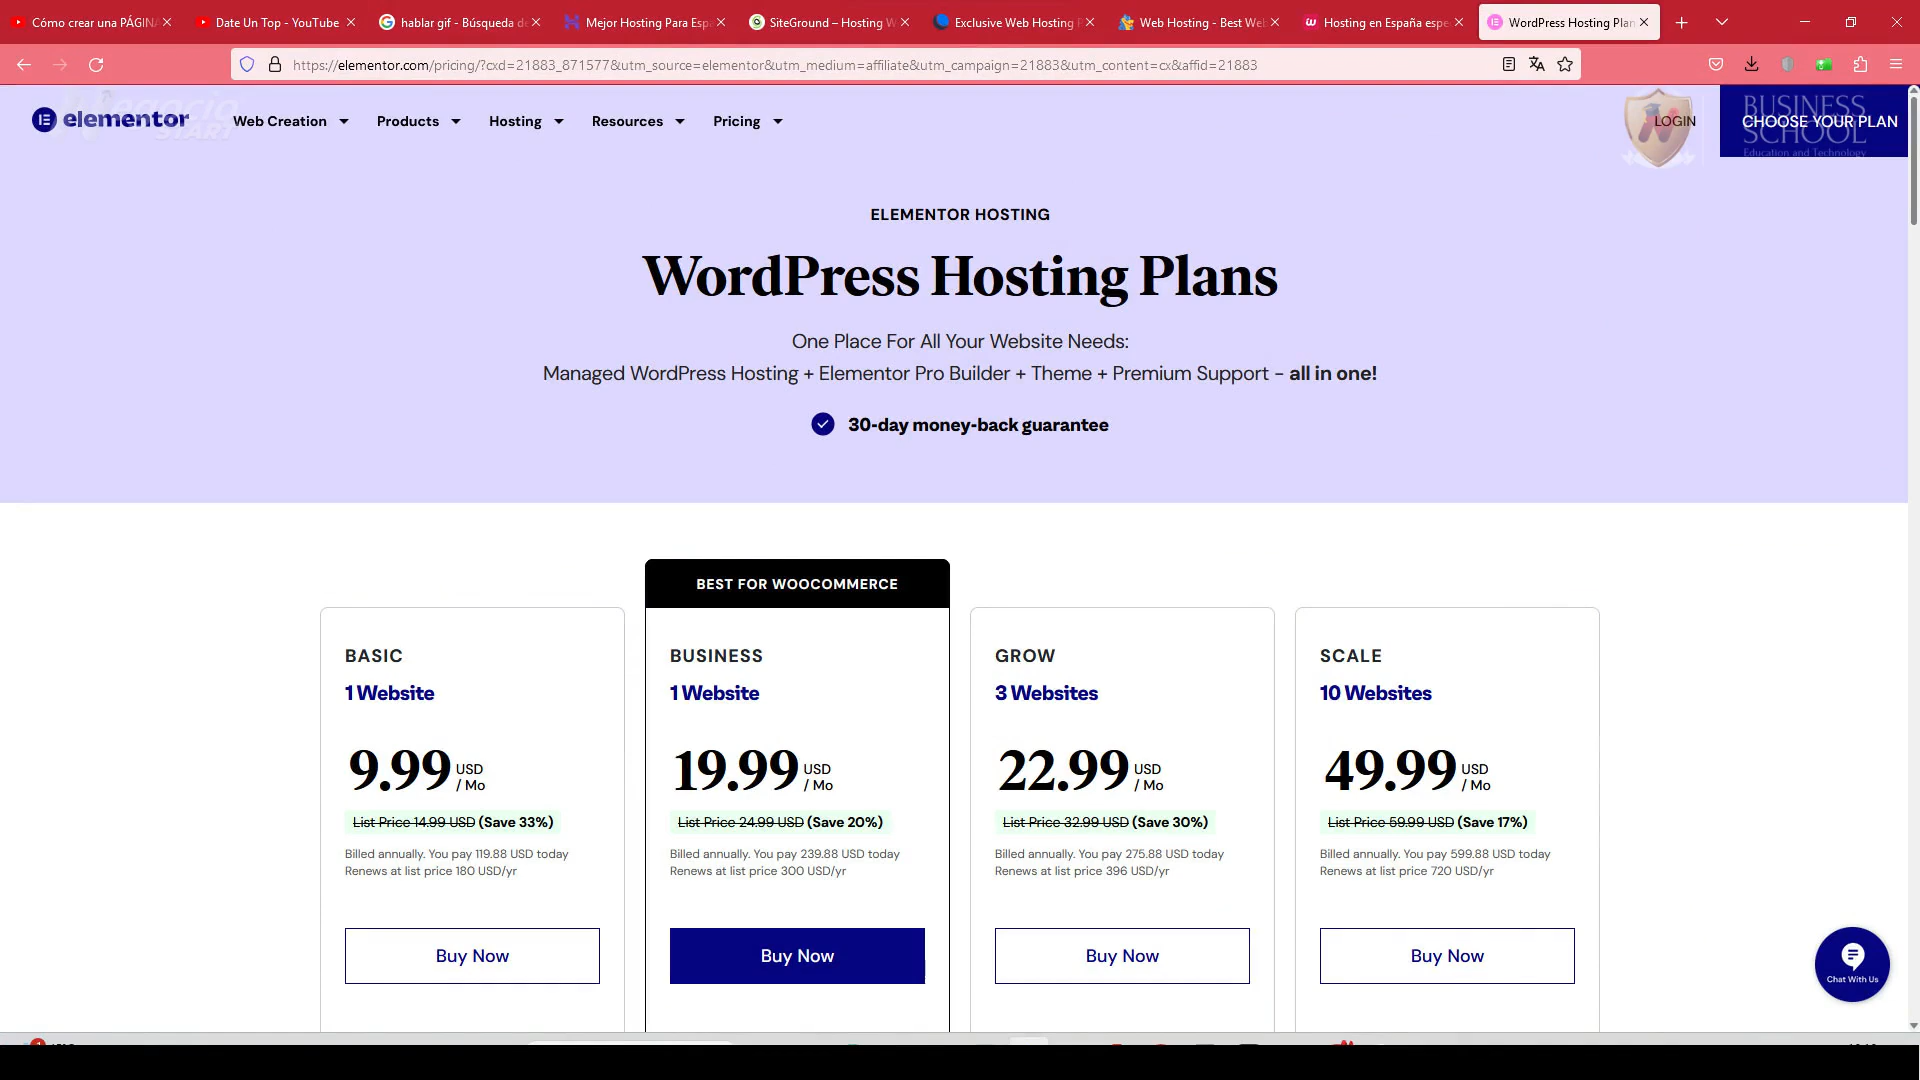 Cómo crear una PÁGINA
Date Un Top - YouTube
hablar gif - Búsqueda de
Mejor Hosting Para Esp
SiteGround – Hosting W
Exclusive Web Hosting
Web Hosting - Best Web
Hosting en España espe
WordPress Hosting Plan
https://elementor.com/pricing/?cxd=21883_871577&utm_source=elementor&utm_medium=affiliate&utm_campaign=21883&utm_content=cx&affid=21883
Negocio
START
elementor
Web Creation
Products
Hosting
Resources
Pricing
LOGIN
BUSINESS
SCHOOL
Education and Technology
CHOOSE YOUR PLAN
ELEMENTOR HOSTING
WordPress Hosting Plans
One Place For All Your Website Needs:
Managed WordPress Hosting + Elementor Pro Builder + Theme + Premium Support - all in one!
30-day money-back guarantee
BASIC
1 Website
9.99 USD / Mo
List Price 14.99 USD (Save 33%)
Billed annually. You pay 119.88 USD today
Renews at list price 180 USD/yr
Buy Now
BEST FOR WOOCOMMERCE
BUSINESS
1 Website
19.99 USD / Mo
List Price 24.99 USD (Save 20%)
Billed annually. You pay 239.88 USD today
Renews at list price 300 USD/yr
Buy Now
GROW
3 Websites
22.99 USD / Mo
List Price 32.99 USD (Save 30%)
Billed annually. You pay 275.88 USD today
Renews at list price 396 USD/yr
Buy Now
SCALE
10 Websites
49.99 USD / Mo
List Price 59.99 USD (Save 17%)
Billed annually. You pay 599.88 USD today
Renews at list price 720 USD/yr
Buy Now
Chat With Us